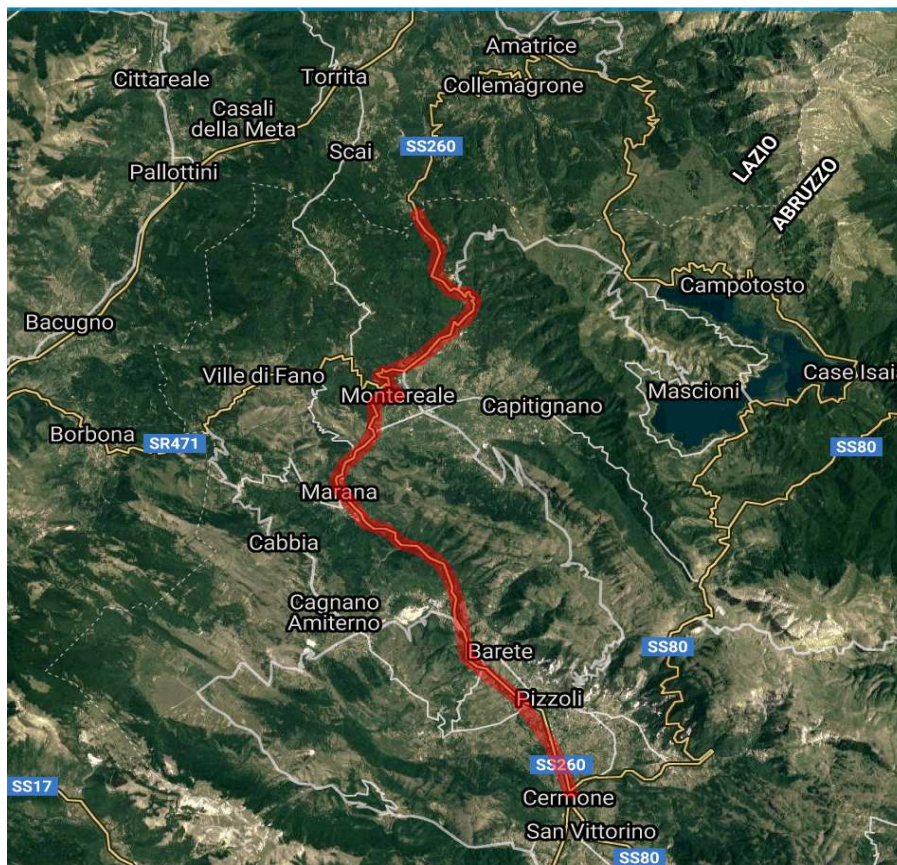 Amatrice
Cittareale
Torrita
Collemagrone
Casali
della Meta
SS260
Scai
LAZIO
Pallottini
ABRUZZO
Campotosto
Bacugno
Ville di Fano
Case Isaia
Mascioni
Montereale
Capitignano
Borbona
SR471
SS80
Marana
Cabbia
Cagnano
Amiterno
SS80
Barete
Pizzoli
SS260
SS17
Cermone
San Vittorino
SS80